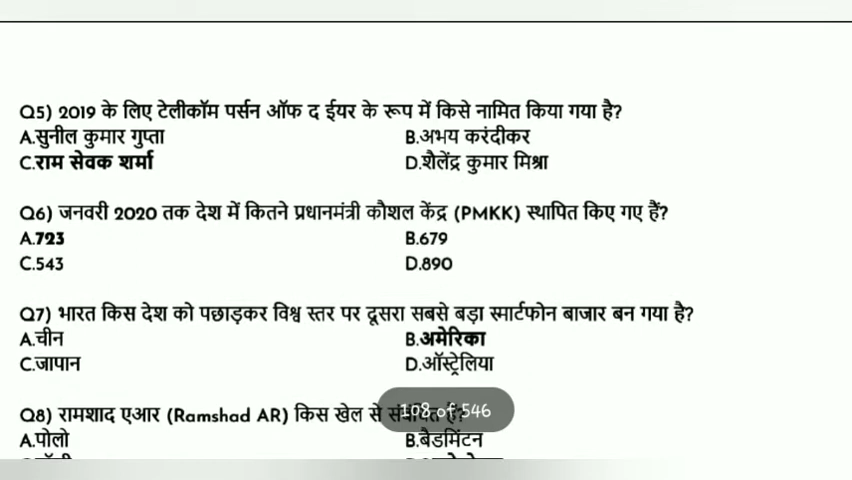 Q5) 2019 के लिए टेलीकॉम पर्सन ऑफ द ईयर के रूप में किसे नामित किया गया है?
A.सुनील कुमार गुप्ता B.अभय करंदीकर
C.राम सेवक शर्मा D.शैलेंद्र कुमार मिश्रा
Q6) जनवरी 2020 तक देश में कितने प्रधानमंत्री कौशल केंद्र (PMKK) स्थापित किए गए हैं?
A.723 B.679
C.543 D.890
Q7) भारत किस देश को पछाड़कर विश्व स्तर पर दूसरा सबसे बड़ा स्मार्टफोन बाजार बन गया है?
A.चीन B.अमेरिका
C.जापान D.ऑस्ट्रेलिया
Q8) रामशाद एआर (Ramshad AR) किस खेल से
108 of 546
A.पोलो B.बैडमिंटन